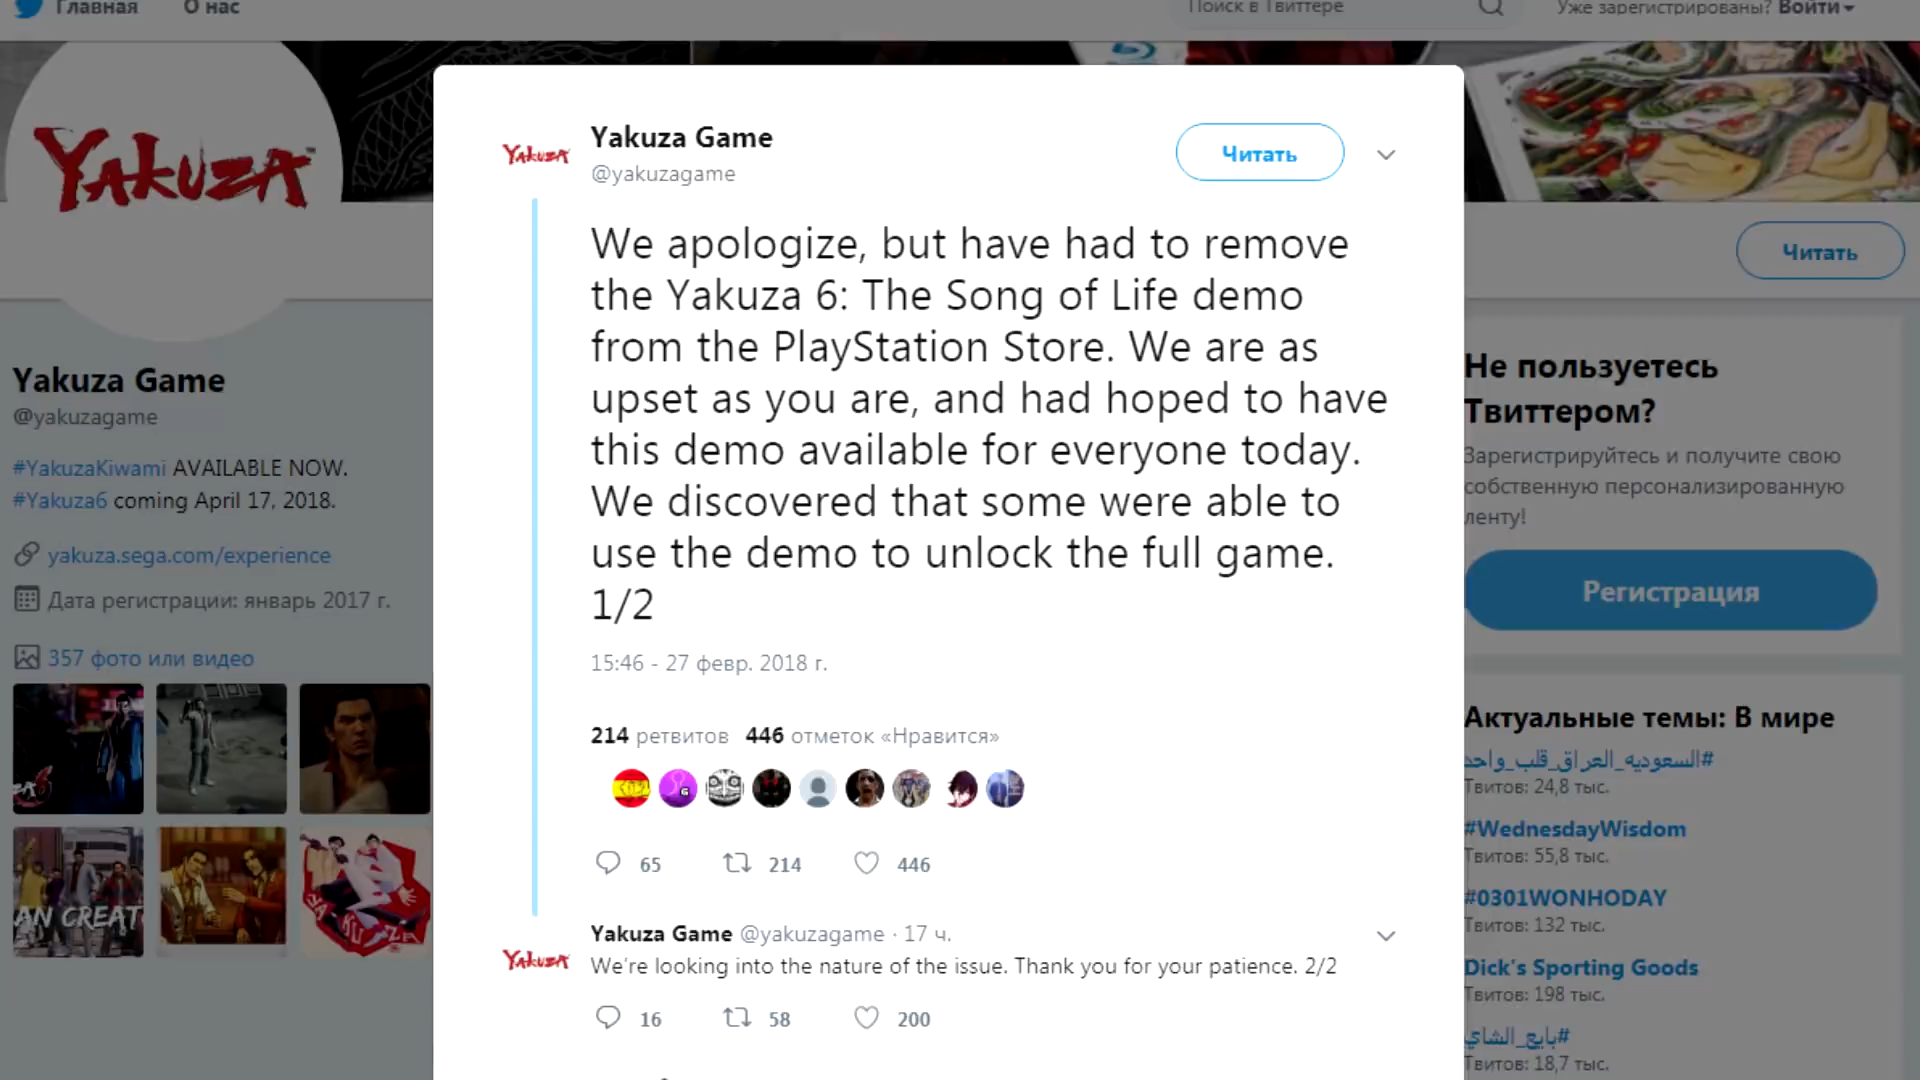 Главная
О нас
Поиск в Твиттере
Уже зарегистрированы? Войти
YAKUZA
Yakuza Game
@yakuzagame
#YakuzaKiwami AVAILABLE NOW.
#Yakuza6 coming April 17, 2018.
yakuza.sega.com/experience
Дата регистрации: январь 2017 г.
357 фото или видео
AN CREAT
YAKUZA
Yakuza Game
@yakuzagame
Читать
We apologize, but have had to remove
the Yakuza 6: The Song of Life demo
from the PlayStation Store. We are as
upset as you are, and had hoped to have
this demo available for everyone today.
We discovered that some were able to
use the demo to unlock the full game.
1/2
15:46 - 27 февр. 2018 г.
214 ретвитов 446 отметок «Нравится»
65 214 446
YAKUZA
Yakuza Game @yakuzagame · 17 ч.
We're looking into the nature of the issue. Thank you for your patience. 2/2
16 58 200
Читать
Не пользуетесь
Твиттером?
Зарегистрируйтесь и получите свою
собственную персонализированную
ленту!
Регистрация
Актуальные темы: В мире
#السعوديه_العراق_قلب_واحد
Твитов: 24,8 тыс.
#WednesdayWisdom
Твитов: 55,8 тыс.
#0301WONHODAY
Твитов: 132 тыс.
Dick's Sporting Goods
Твитов: 198 тыс.
#بايع_الشاي
Твитов: 18,7 тыс.